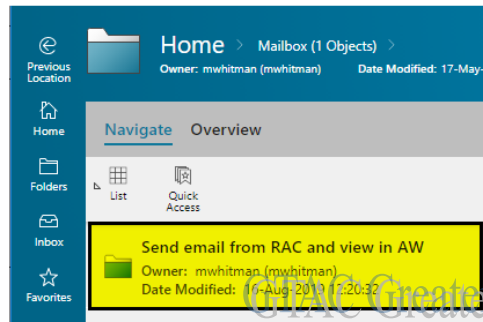 Home > Mailbox (1 Objects) >
Owner: mwhitman (mwhitman) Date Modified: 17-May-
Previous
Location
Home
Folders
Inbox
Favorites
Navigate Overview
List
Quick
Access
Send email from RAC and view in AW
Owner: mwhitman (mwhitman)
Date Modified: 16-Aug-2019 12:20:32
GTAC Create